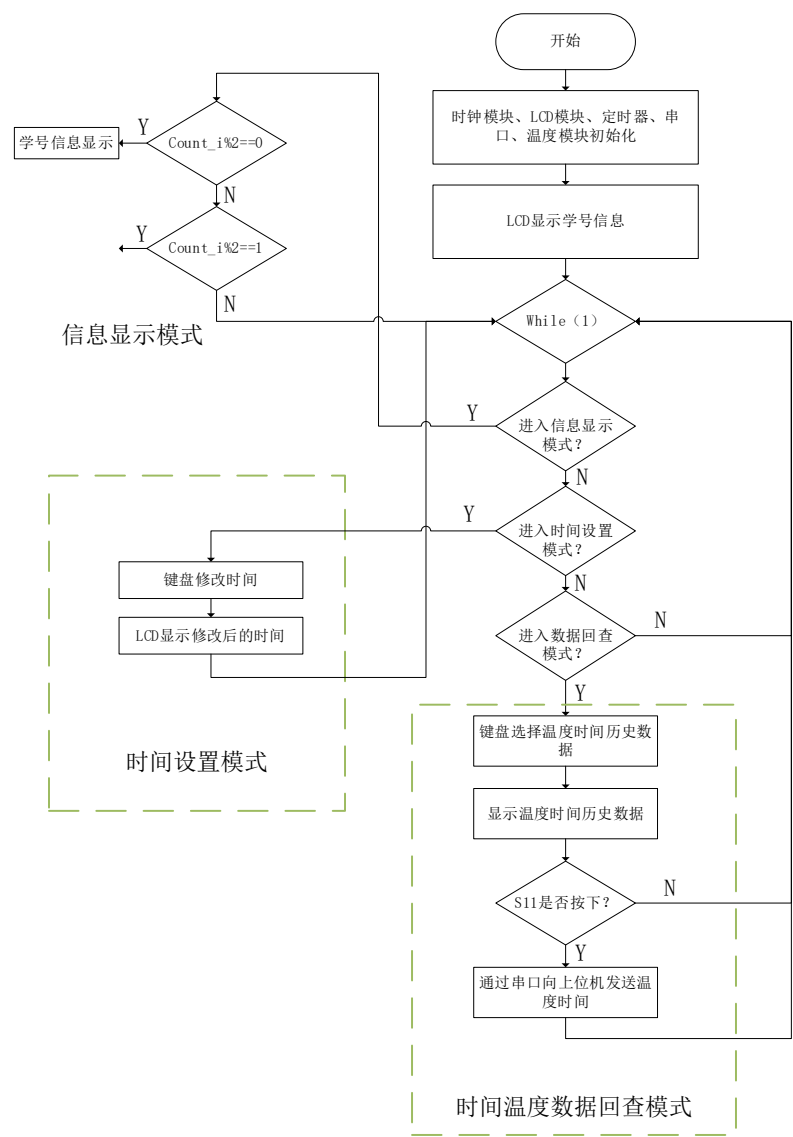 开始
时钟模块、LCD模块、定时器、串
口、温度模块初始化
LCD显示学号信息
Count_i%2==0
Y
学号信息显示
N
Count_i%2==1
Y
N
信息显示模式
While（1）
进入信息显示
模式？
Y
N
进入时间设置
模式？
Y
N
键盘修改时间
LCD显示修改后的时间
时间设置模式
进入数据回查
模式？
N
Y
键盘选择温度时间历史数
据
显示温度时间历史数据
S11是否按下？
N
Y
通过串口向上位机发送温
度时间
时间温度数据回查模式